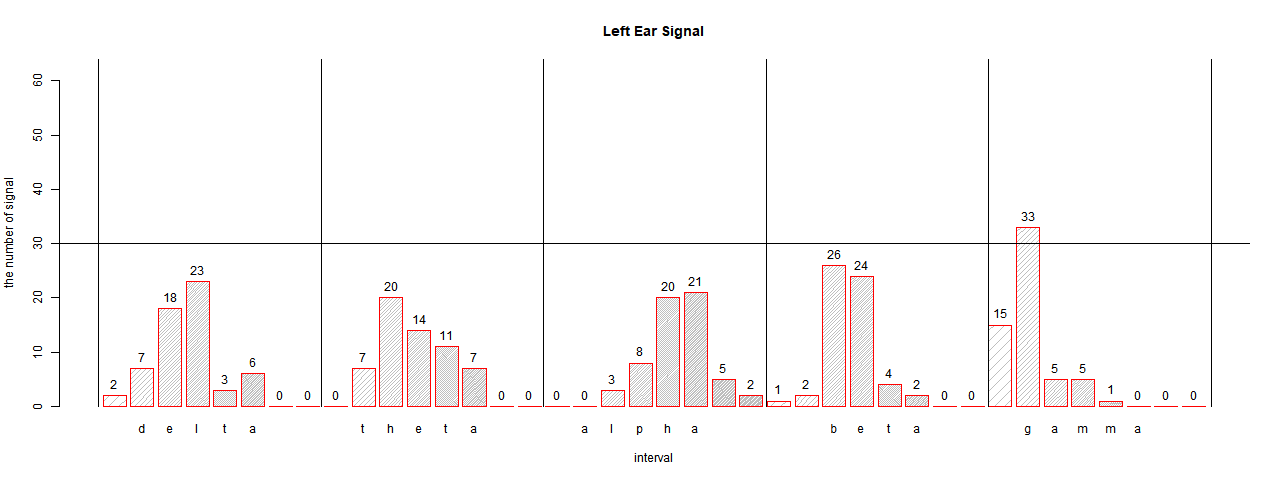 Left Ear Signal
the number of signal
60
50
40
30
20
10
0
2 7 18 23 3 6 0 0
0 7 20 14 11 7 0 0
0 0 3 8 20 21 5 2
1 2 26 24 4 2 0 0
15 33 5 5 1 0 0 0
d e l t a t h e t a a l p h a b e t a g a m m a
interval